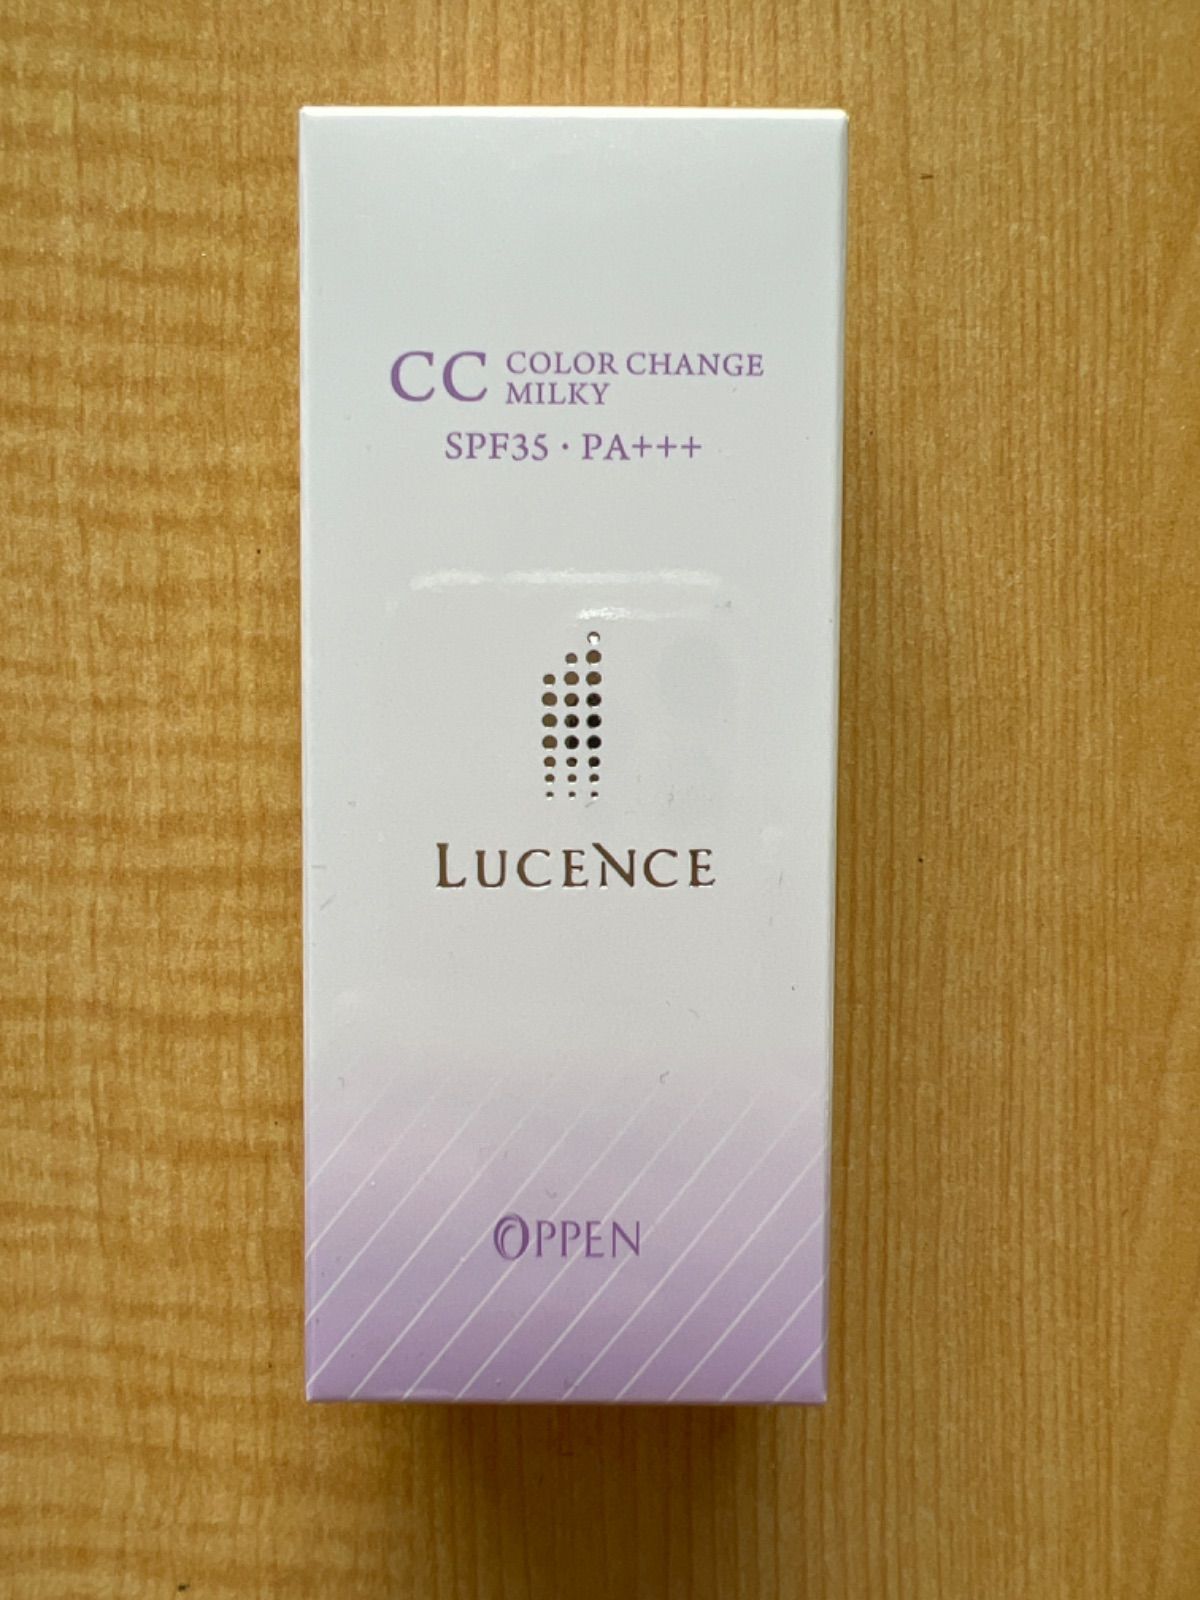 CC COLOR CHANGE
MILKY
SPF35・PA+++
LUCENCE
OPPEN